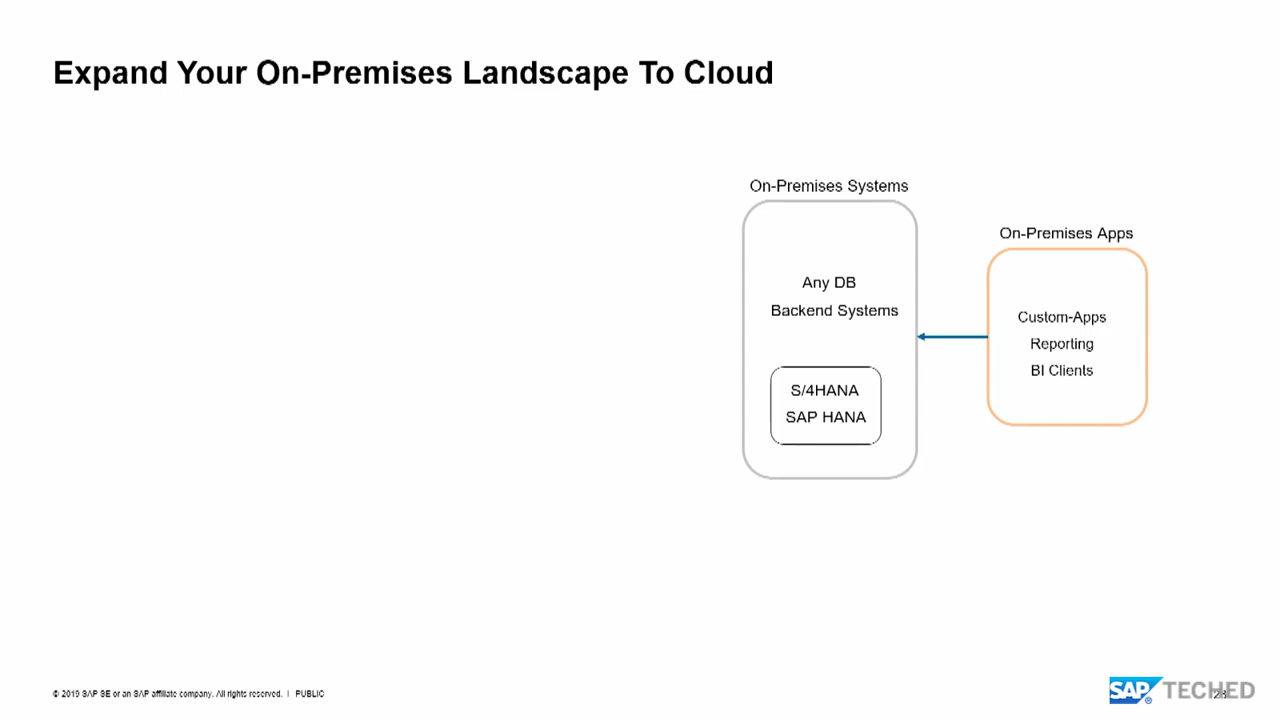 Expand Your On-Premises Landscape To Cloud
On-Premises Systems
Any DB
Backend Systems
S/4HANA
SAP HANA
On-Premises Apps
Custom-Apps
Reporting
BI Clients
© 2019 SAP SE or an SAP affiliate company. All rights reserved. | PUBLIC
SAP® TECHED